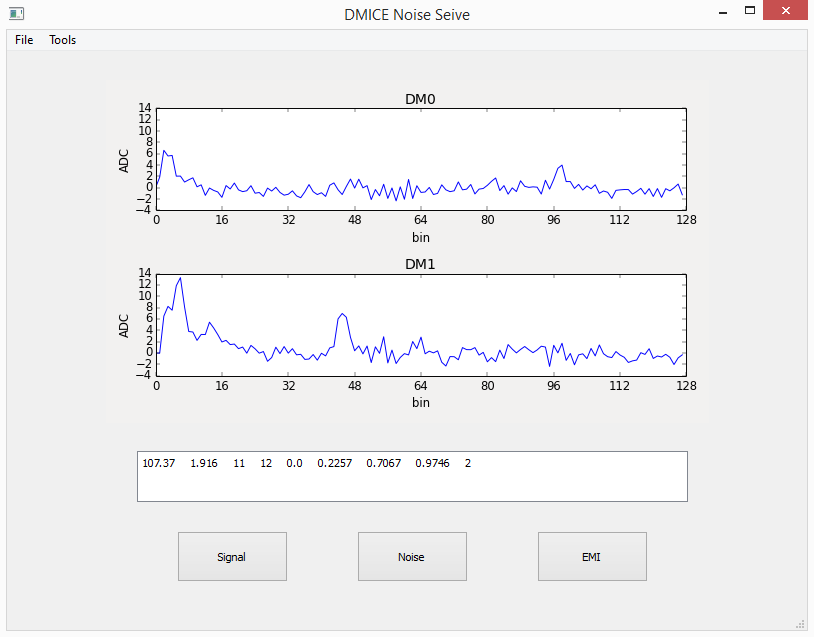 DMICE Noise Seive
File Tools
DM0
14
12
10
8
6
4
2
0
−2
−4
ADC
0 16 32 48 64 80 96 112 128
bin
DM1
14
12
10
8
6
4
2
0
−2
−4
ADC
0 16 32 48 64 80 96 112 128
bin
107.37 1.916 11 12 0.0 0.2257 0.7067 0.9746 2
Signal Noise EMI